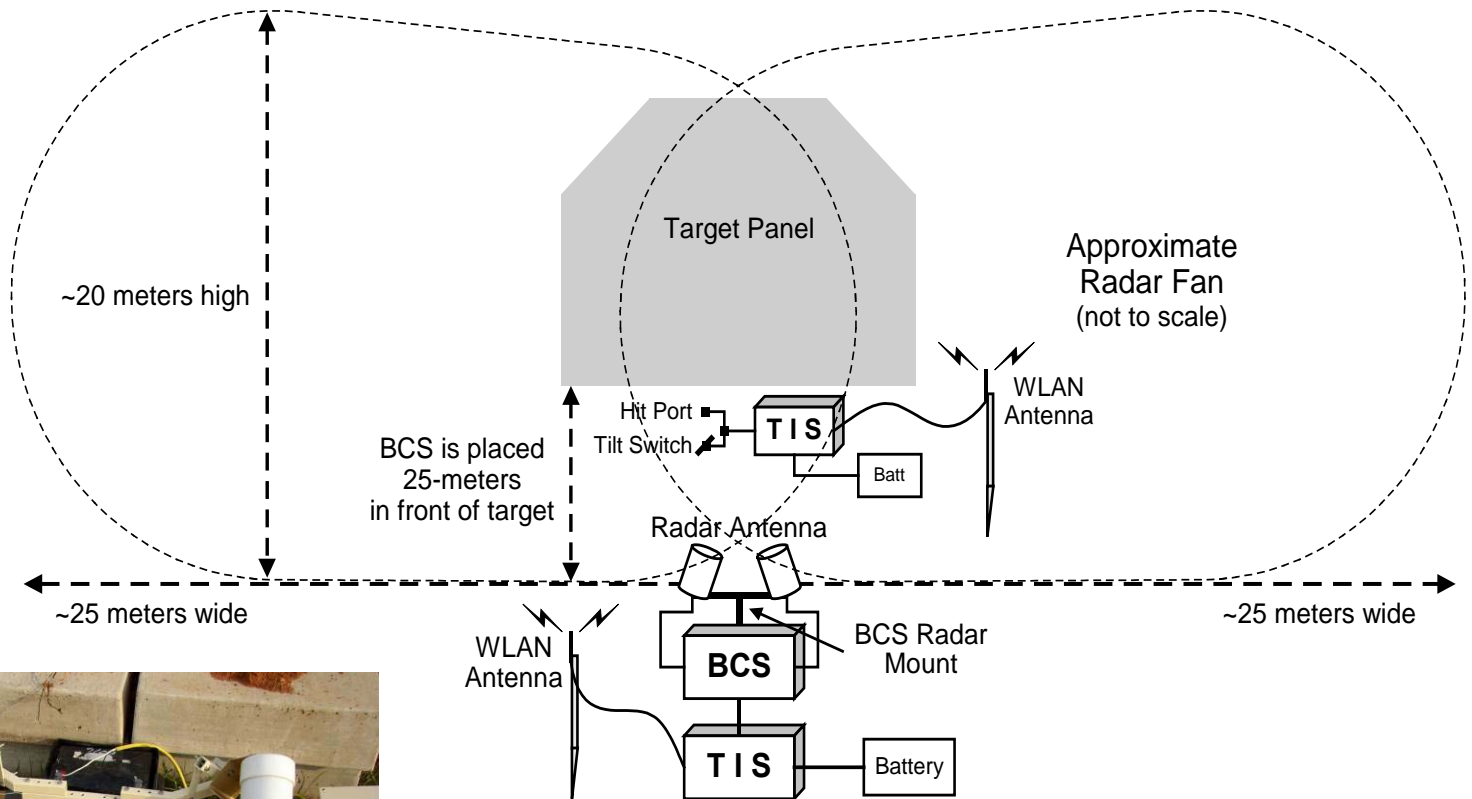 Target Panel
Approximate
Radar Fan
(not to scale)
~20 meters high
WLAN
Antenna
Hit Port
Tilt Switch
T I S
Batt
BCS is placed
25-meters
in front of target
Radar Antenna
~25 meters wide
~25 meters wide
WLAN
Antenna
BCS
BCS Radar
Mount
T I S
Battery